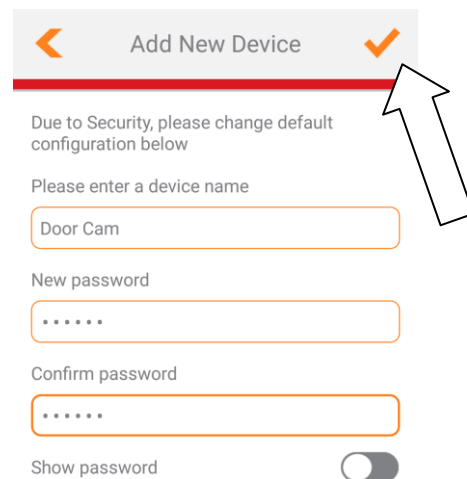 Add New Device
Due to Security, please change default
configuration below
Please enter a device name
Door Cam
New password
••••••
Confirm password
••••••
Show password